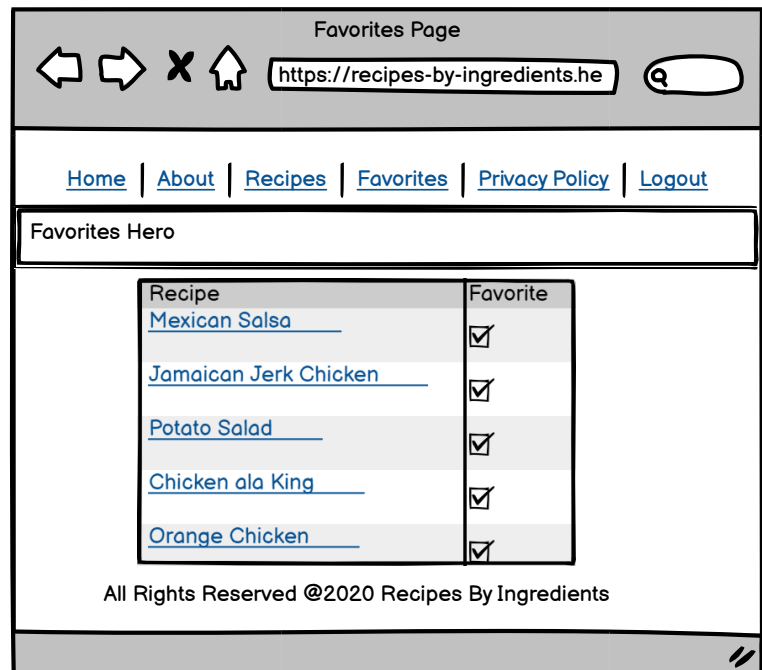 Favorites Page
https://recipes-by-ingredients.he
Home About Recipes Favorites Privacy Policy Logout
Favorites Hero
Recipe Favorite
Mexican Salsa
Jamaican Jerk Chicken
Potato Salad
Chicken ala King
Orange Chicken
All Rights Reserved @2020 Recipes By Ingredients